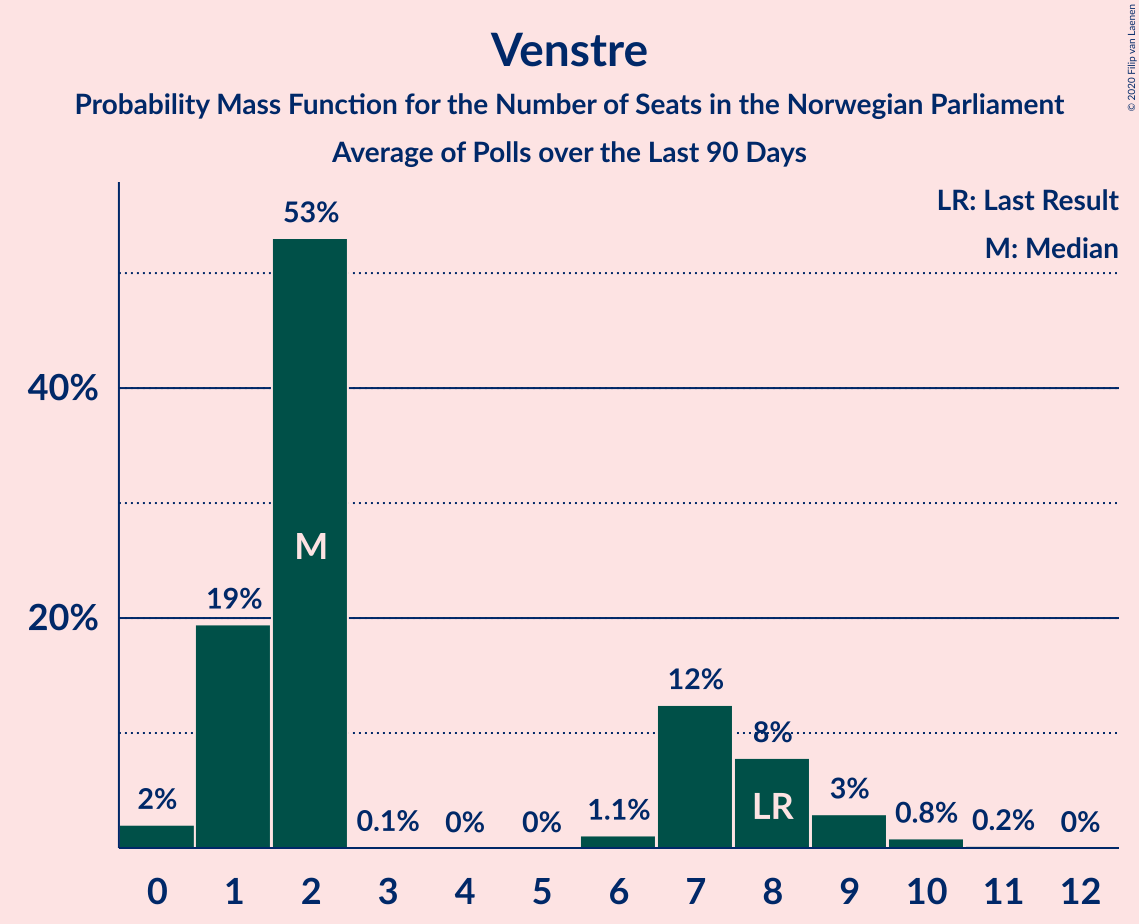 Venstre
Probability Mass Function for the Number of Seats in the Norwegian Parliament
Average of Polls over the Last 90 Days
© 2020 Filip van Laenen
LR: Last Result
M: Median
40%
20%
2%
19%
53%
0.1%
0%
0%
1.1%
12%
8%
3%
0.8%
0.2%
0%
M
LR
0 1 2 3 4 5 6 7 8 9 10 11 12